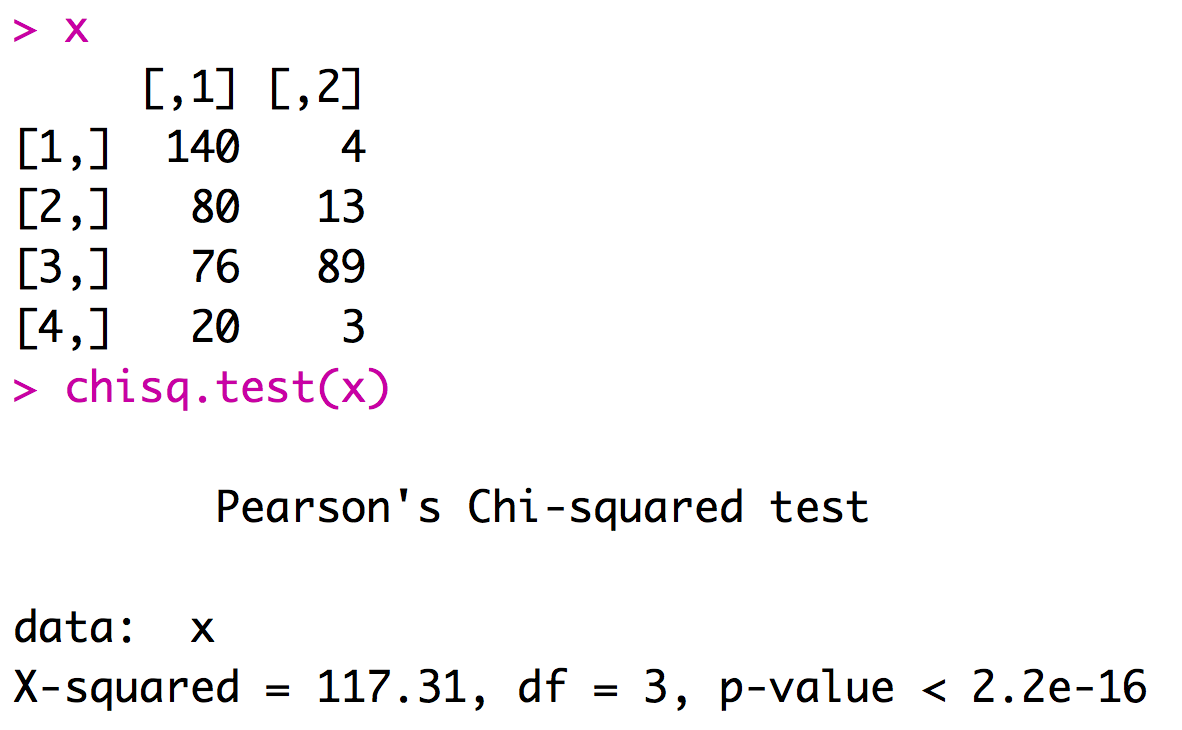 > x
     [,1] [,2]
[1,]  140    4
[2,]   80   13
[3,]   76   89
[4,]   20    3
> chisq.test(x)
        Pearson's Chi-squared test
data:  x
X-squared = 117.31, df = 3, p-value < 2.2e-16